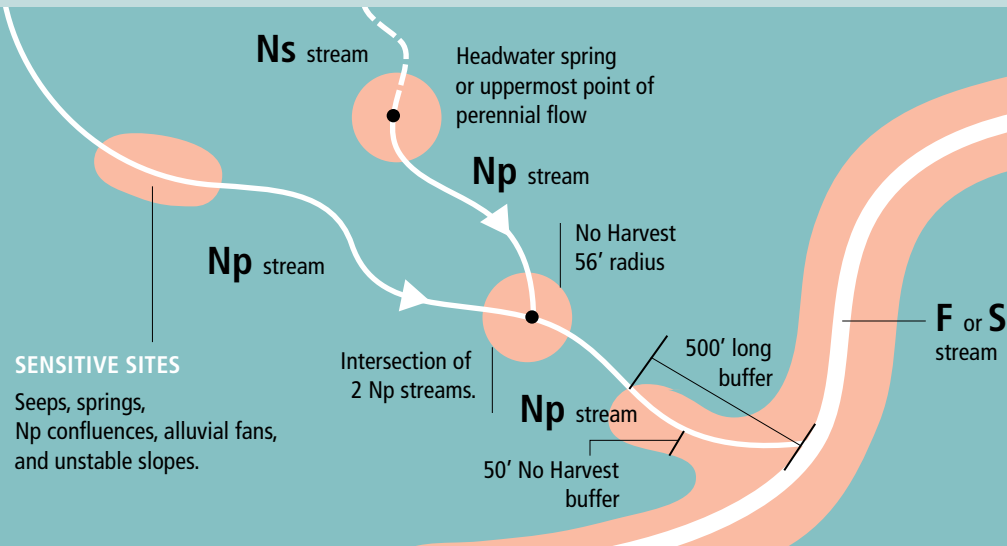 Ns stream
Headwater spring
or uppermost point of
perennial flow
Np stream
No Harvest
56’ radius
Np stream
F or S
stream
SENSITIVE SITES
Seeps, springs,
Np confluences, alluvial fans,
and unstable slopes.
Intersection of
2 Np streams.
500’ long
buffer
Np stream
50’ No Harvest
buffer